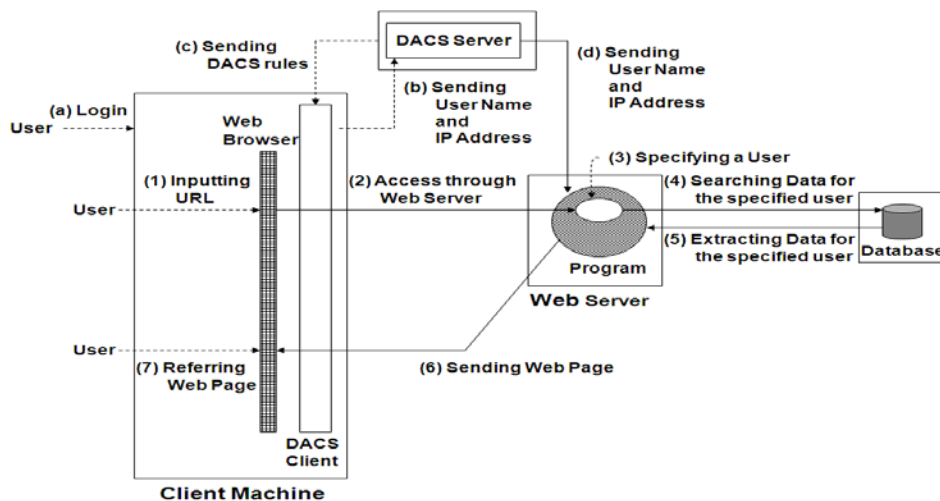 DACS Server
(c) Sending
DACS rules
(d) Sending
User Name
and
IP Address
(b) Sending
User Name
and
IP Address
(a) Login
User
Web
Browser
(3) Specifying a User
(1) Inputting
URL
(2) Access through
Web Server
(4) Searching Data for
the specified user
User
(5) Extracting Data for
the specified user
Database
Program
Web Server
User
(7) Referring
Web Page
(6) Sending Web Page
DACS
Client
Client Machine